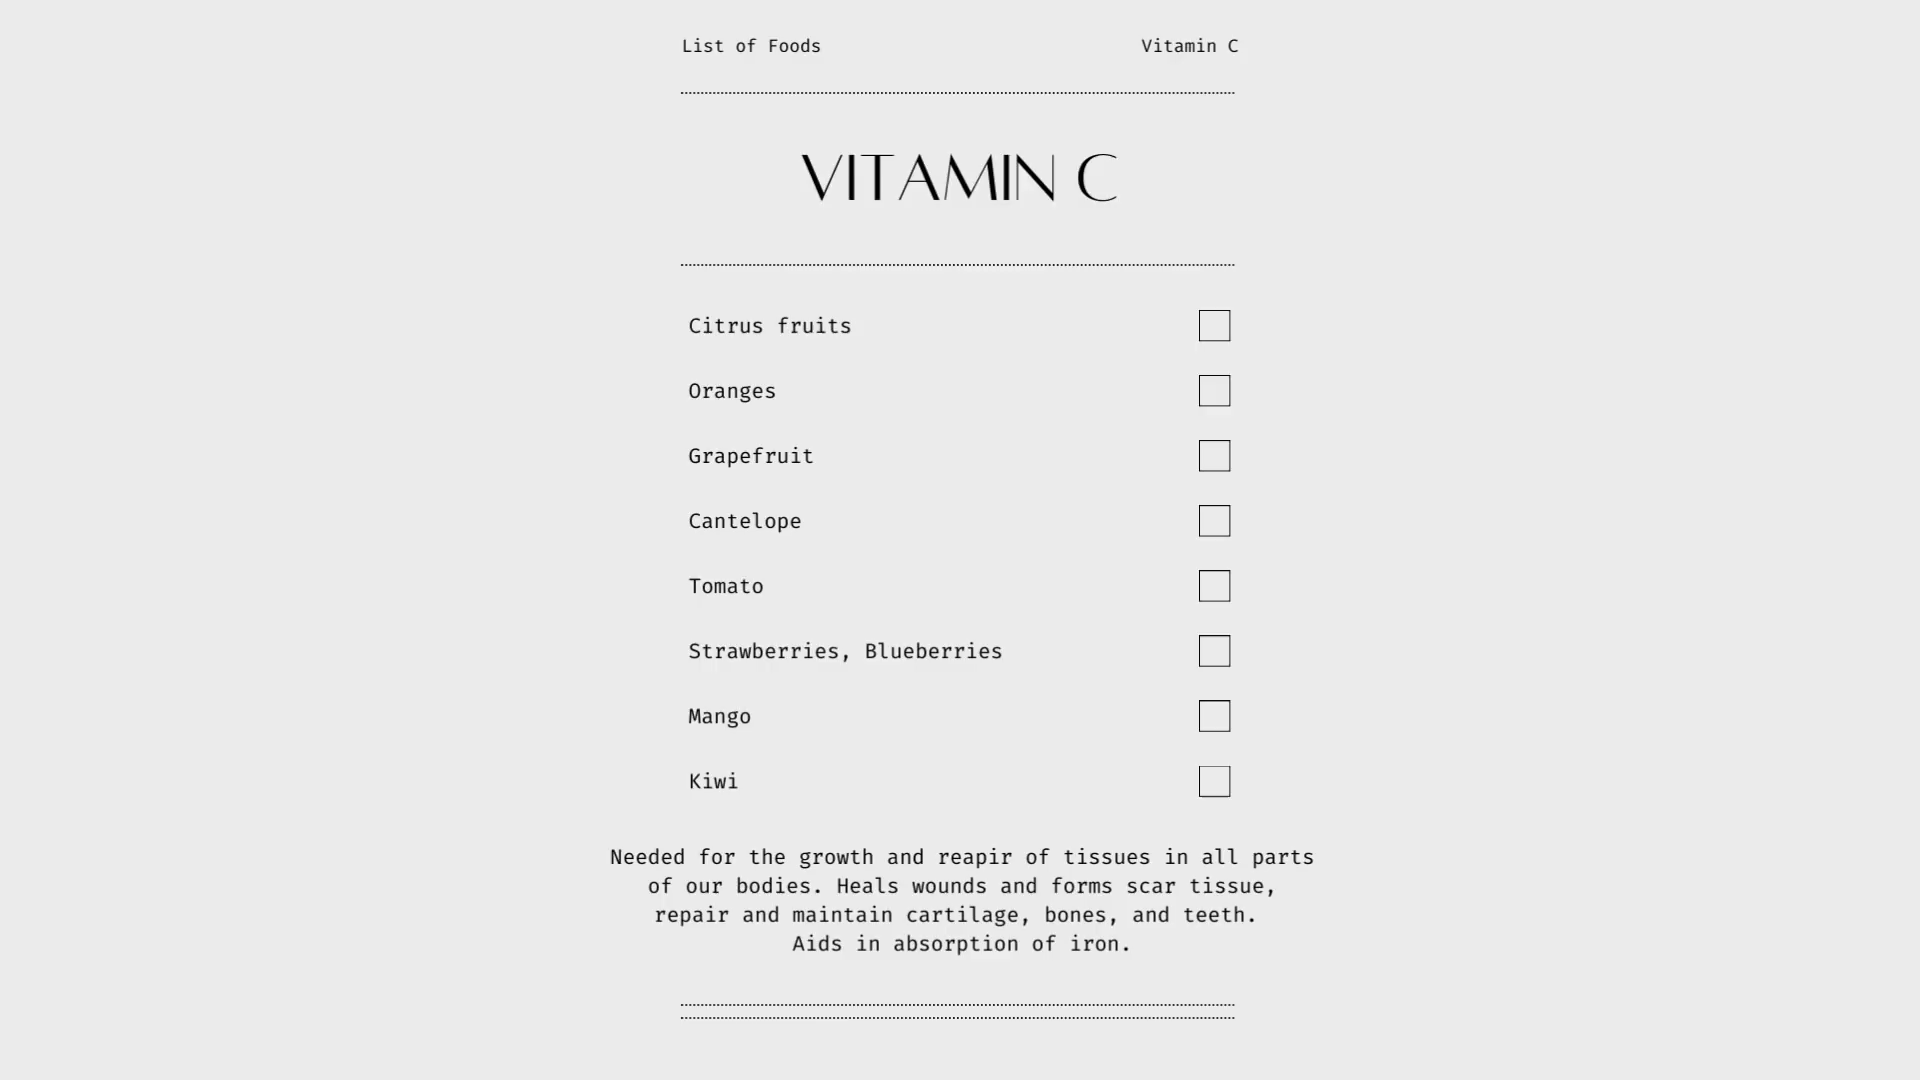 List of Foods
Vitamin C
VITAMIN C
Citrus fruits
Oranges
Grapefruit
Cantelope
Tomato
Strawberries, Blueberries
Mango
Kiwi
Needed for the growth and reapir of tissues in all parts
of our bodies. Heals wounds and forms scar tissue,
repair and maintain cartilage, bones, and teeth.
Aids in absorption of iron.